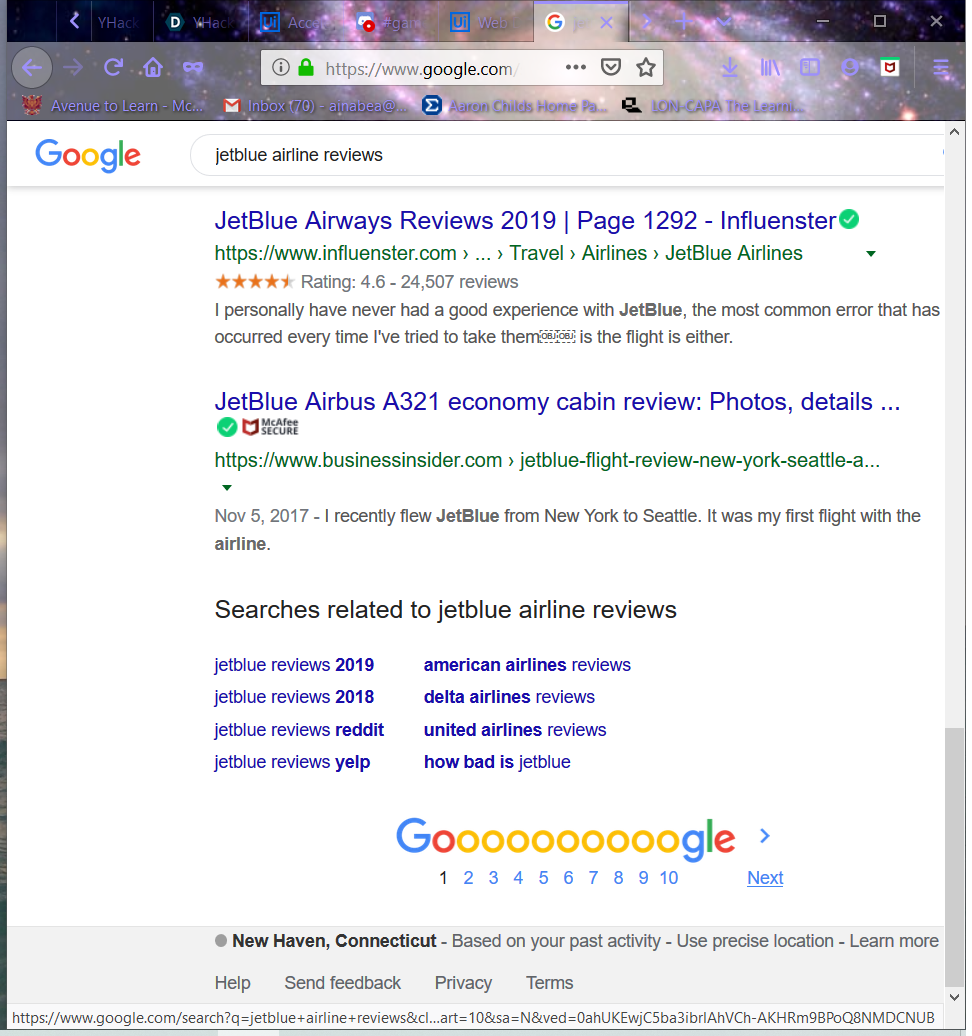 YHack
D YHack
Ui Acce
#gam
Ui Web
G je
https://www.google.com/
Avenue to Learn - Mc... Inbox (70) - ainabea@... Aaron Childs Home Pa... LON-CAPA The Learni...
Google jetblue airline reviews
JetBlue Airways Reviews 2019 | Page 1292 - Influenster
https://www.influenster.com › ... › Travel › Airlines › JetBlue Airlines
Rating: 4.6 - 24,507 reviews
I personally have never had a good experience with JetBlue, the most common error that has
occurred every time I've tried to take them￼￼ is the flight is either.
JetBlue Airbus A321 economy cabin review: Photos, details ...
McAfee
SECURE
https://www.businessinsider.com › jetblue-flight-review-new-york-seattle-a...
Nov 5, 2017 - I recently flew JetBlue from New York to Seattle. It was my first flight with the
airline.
Searches related to jetblue airline reviews
jetblue reviews 2019 american airlines reviews
jetblue reviews 2018 delta airlines reviews
jetblue reviews reddit united airlines reviews
jetblue reviews yelp how bad is jetblue
Goooooooooogle
1 2 3 4 5 6 7 8 9 10 Next
New Haven, Connecticut - Based on your past activity - Use precise location - Learn more
Help Send feedback Privacy Terms
https://www.google.com/search?q=jetblue+airline+reviews&cl...art=10&sa=N&ved=0ahUKEwjC5ba3ibrlAhVCh-AKHRm9BPoQ8NMDCNUB